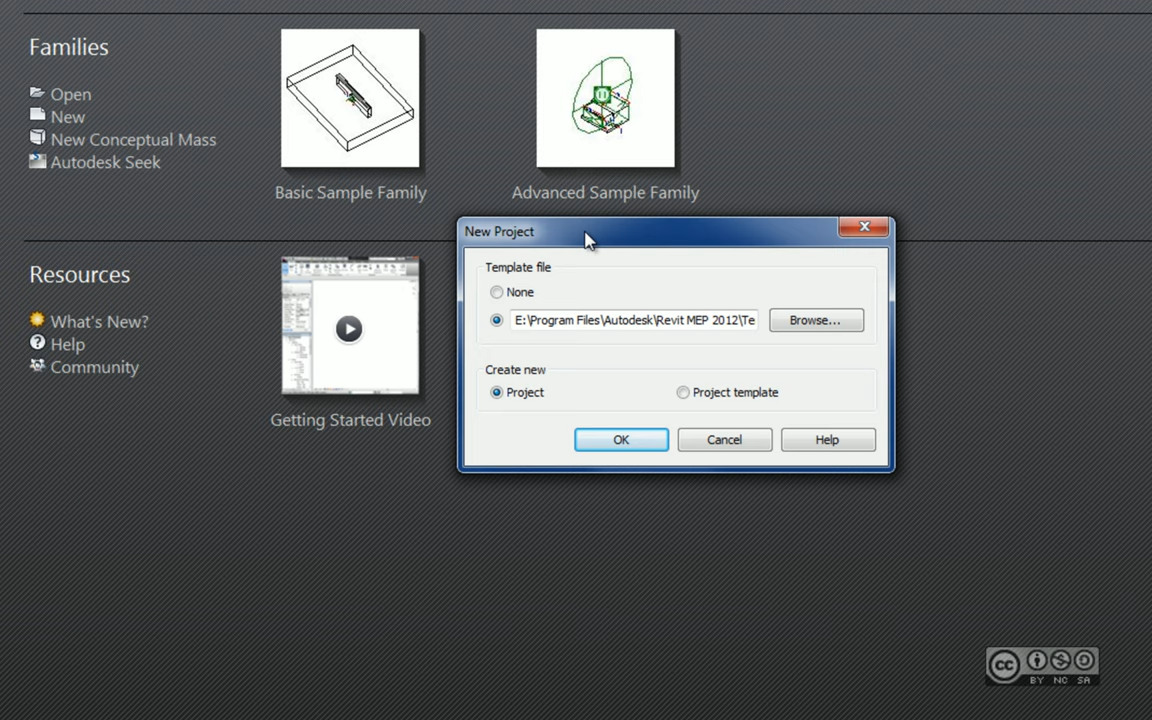 Families
Open
New
New Conceptual Mass
Autodesk Seek
Basic Sample Family
Advanced Sample Family
Resources
What's New?
Help
Community
Getting Started Video
New Project
Template file
None
E:\Program Files\Autodesk\Revit MEP 2012\Te
Browse...
Create new
Project
Project template
OK
Cancel
Help
cc
BY NC SA